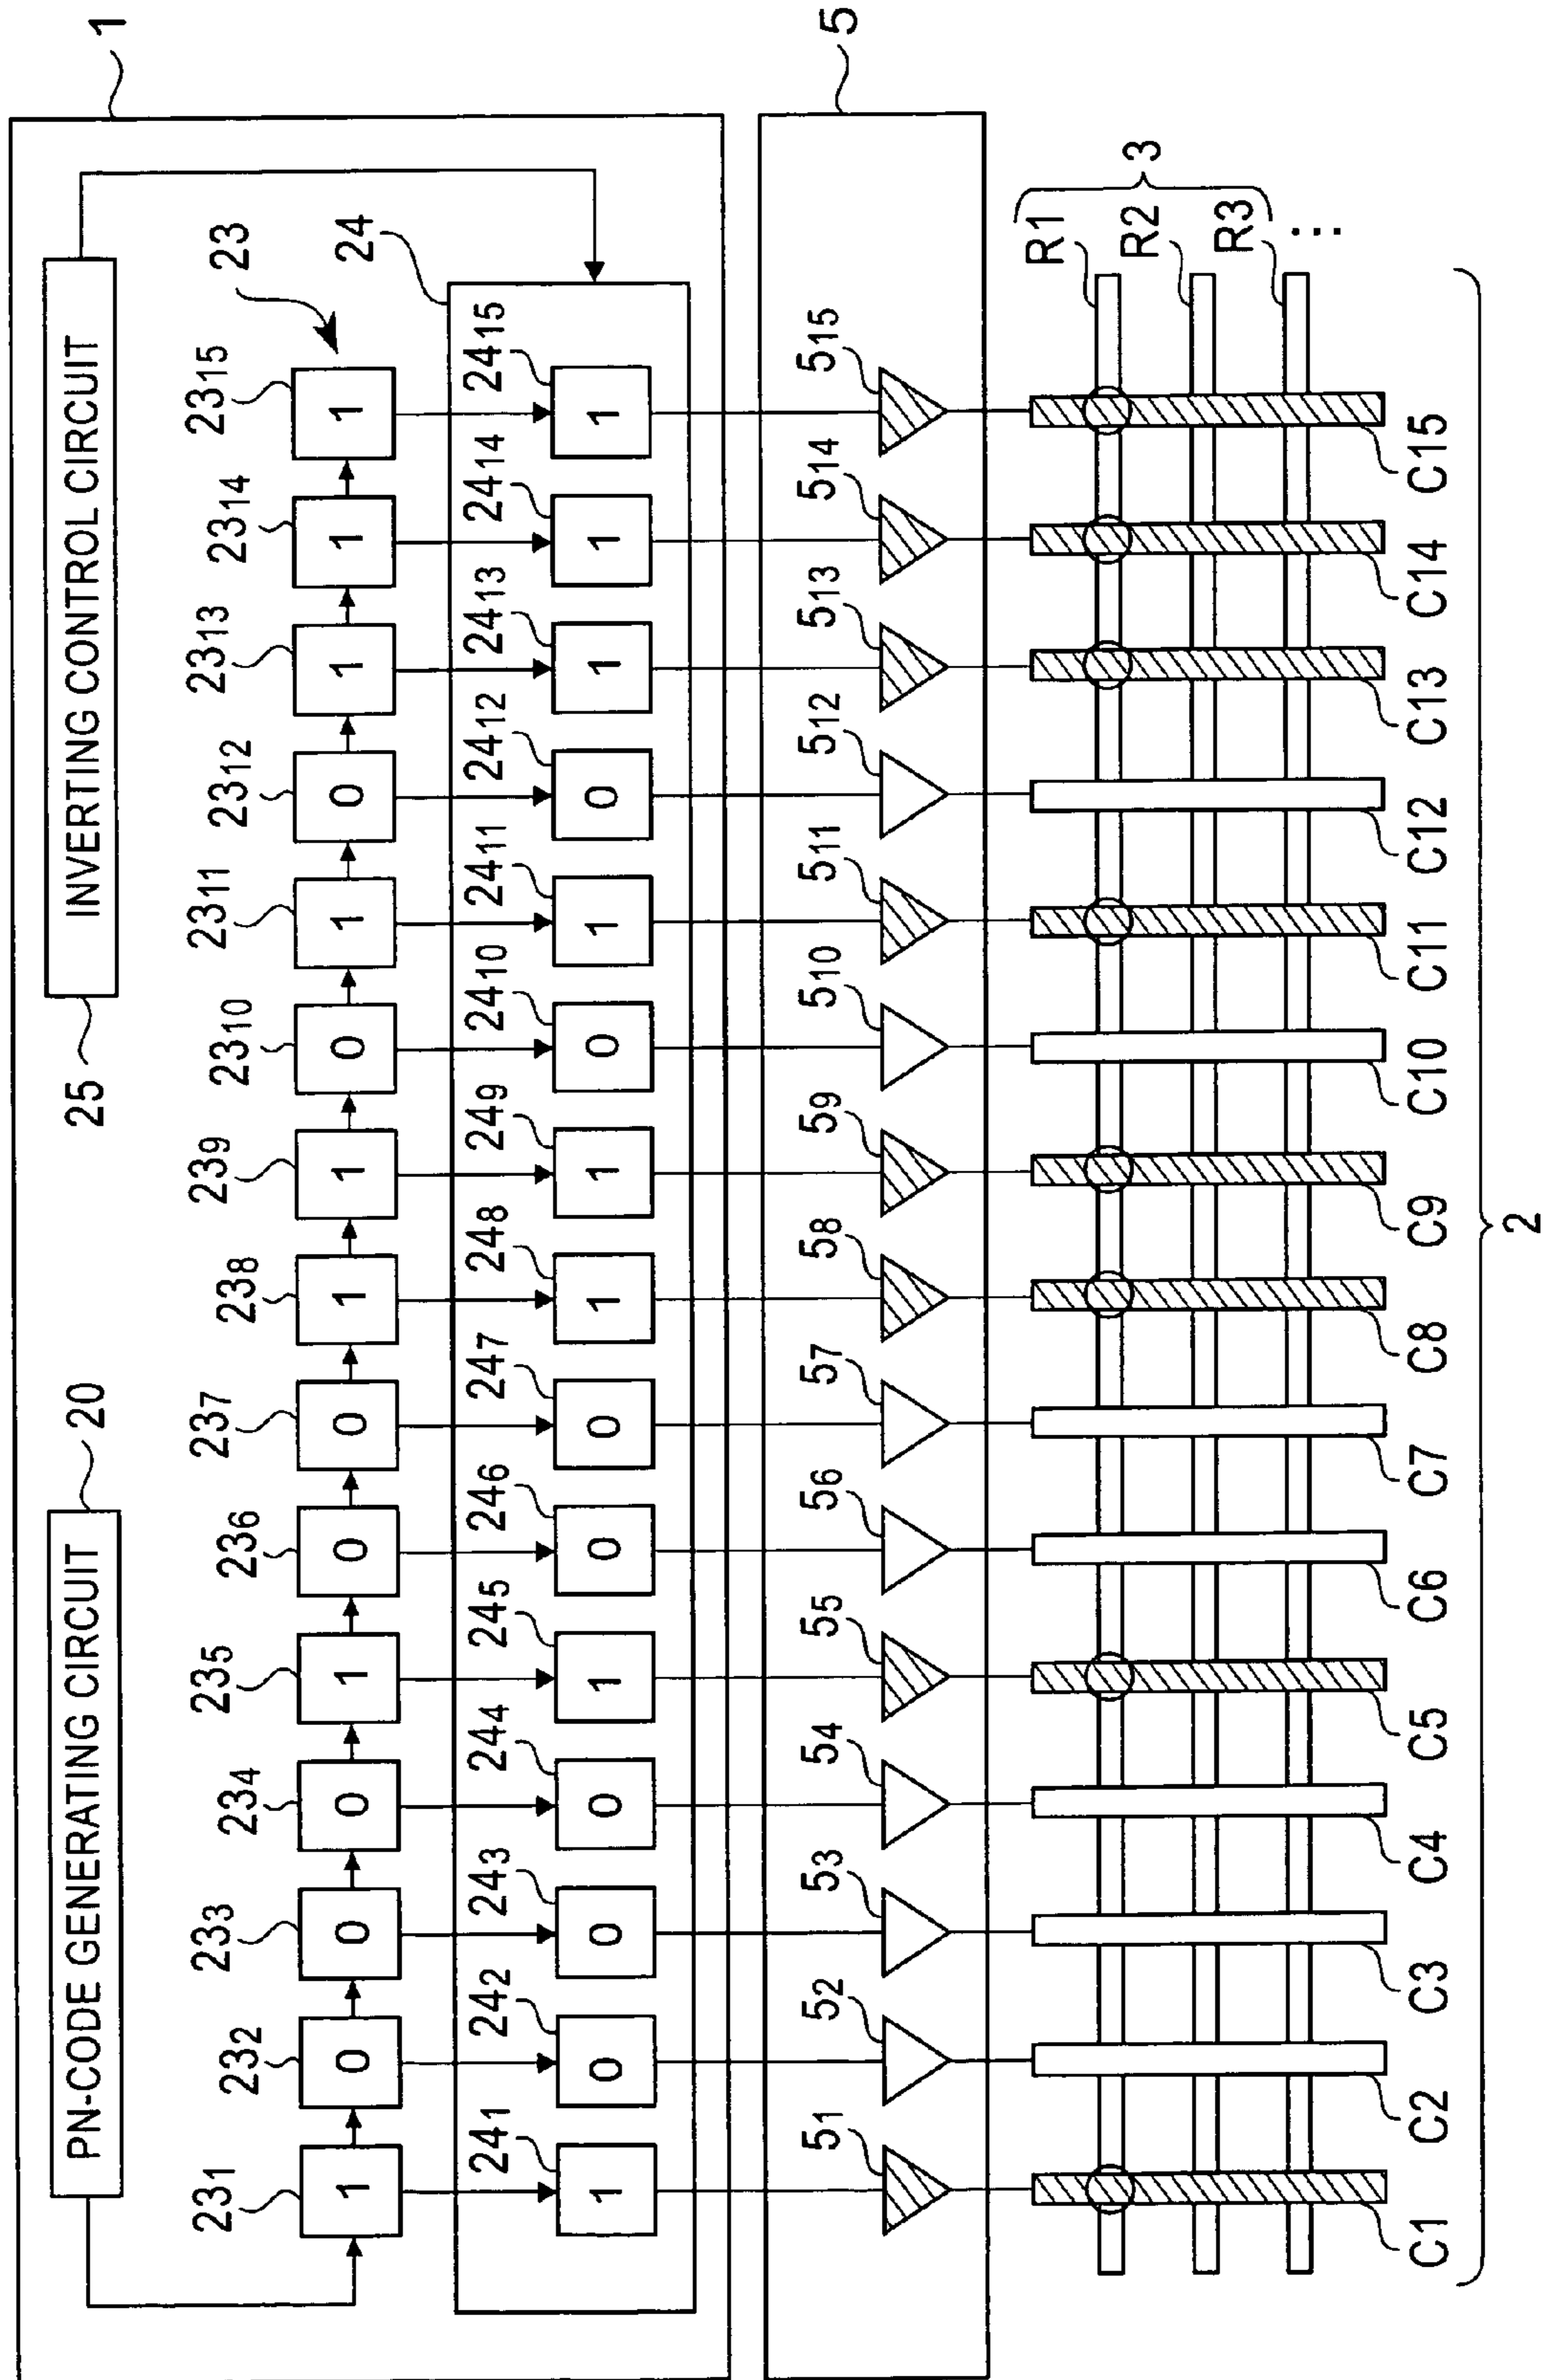 PN-CODE GENERATING CIRCUIT
20
25
INVERTING CONTROL CIRCUIT
1
23₁ 23₂ 23₃ 23₄ 23₅ 23₆ 23₇ 23₈ 23₉ 23₁₀ 23₁₁ 23₁₂ 23₁₃ 23₁₄ 23₁₅ 23
1 0 0 0 1 0 0 1 1 0 1 0 1 1 1
24
24₁ 24₂ 24₃ 24₄ 24₅ 24₆ 24₇ 24₈ 24₉ 24₁₀ 24₁₁ 24₁₂ 24₁₃ 24₁₄ 24₁₅
1 0 0 0 1 0 0 1 1 0 1 0 1 1 1
5
5₁ 5₂ 5₃ 5₄ 5₅ 5₆ 5₇ 5₈ 5₉ 5₁₀ 5₁₁ 5₁₂ 5₁₃ 5₁₄ 5₁₅
R1
R2
R3
⋮
3
C1 C2 C3 C4 C5 C6 C7 C8 C9 C10 C11 C12 C13 C14 C15
2